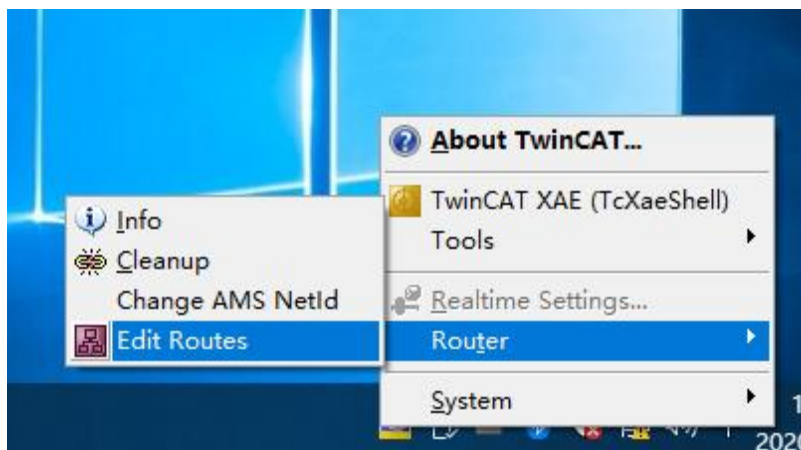 About TwinCAT...
TwinCAT XAE (TcXaeShell)
Tools
Realtime Settings...
Router
System
Info
Cleanup
Change AMS NetId
Edit Routes